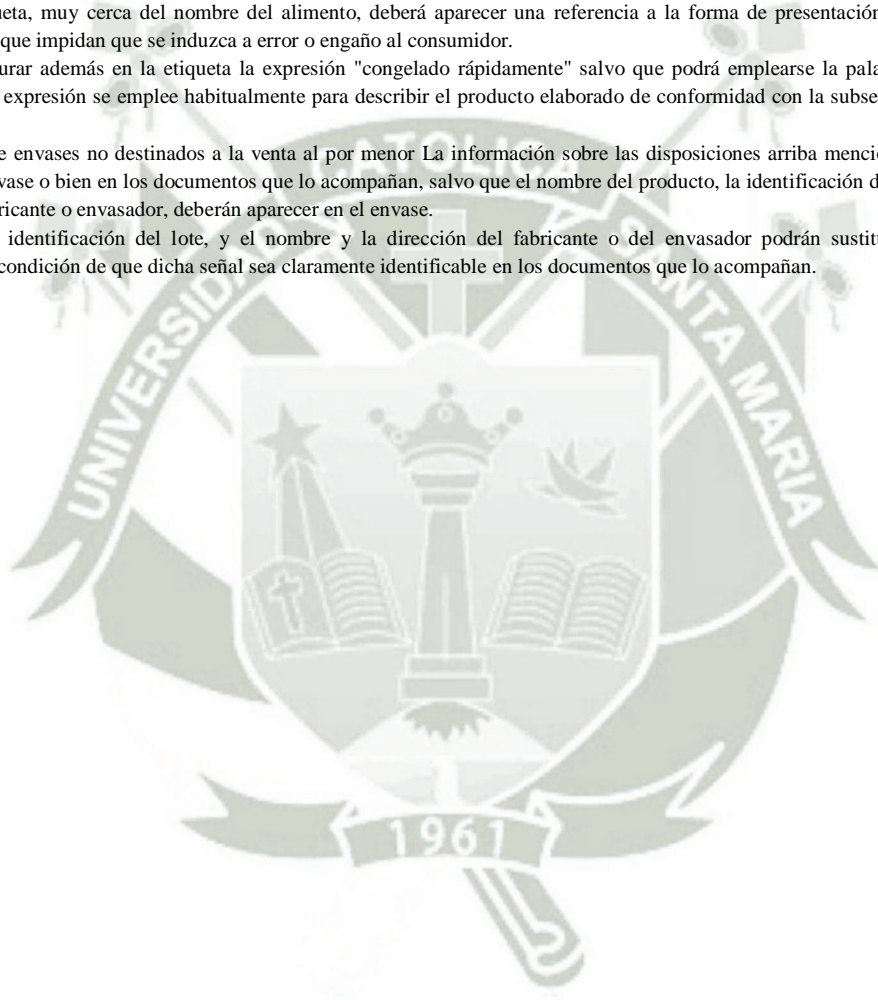 ueta, muy cerca del nombre del alimento, deberá aparecer una referencia a la forma de presentación
que impidan que se induzca a error o engaño al consumidor.
urar además en la etiqueta la expresión "congelado rápidamente" salvo que podrá emplearse la pala
expresión se emplee habitualmente para describir el producto elaborado de conformidad con la subse
e envases no destinados a la venta al por menor La información sobre las disposiciones arriba mencio
vase o bien en los documentos que lo acompañan, salvo que el nombre del producto, la identificación d
ricante o envasador, deberán aparecer en el envase.
identificación del lote, y el nombre y la dirección del fabricante o del envasador podrán sustitu
condición de que dicha señal sea claramente identificable en los documentos que lo acompañan.
UNIVERSIDAD CATOLICA SANTA MARIA
1961